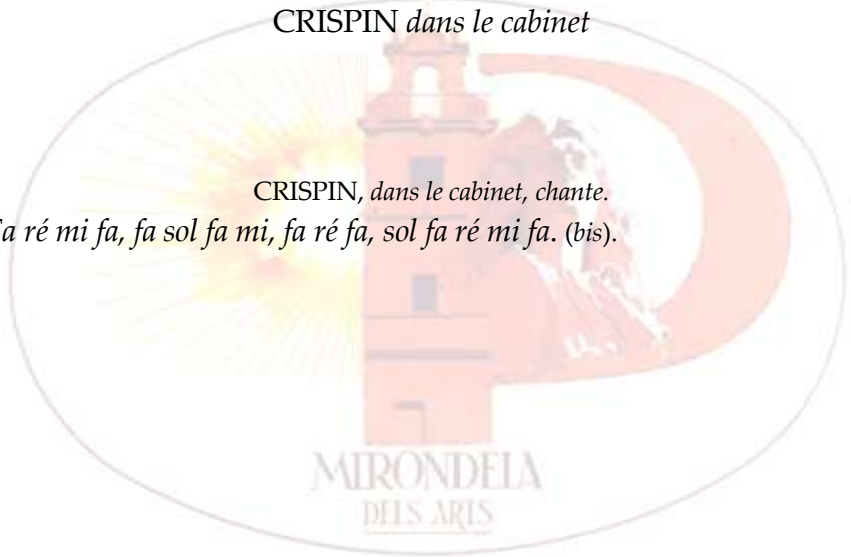 CRISPIN dans le cabinet
CRISPIN, dans le cabinet, chante.
a ré mi fa, fa sol fa mi, fa ré fa, sol fa ré mi fa. (bis).
MIRONDELA
DELS ARTS